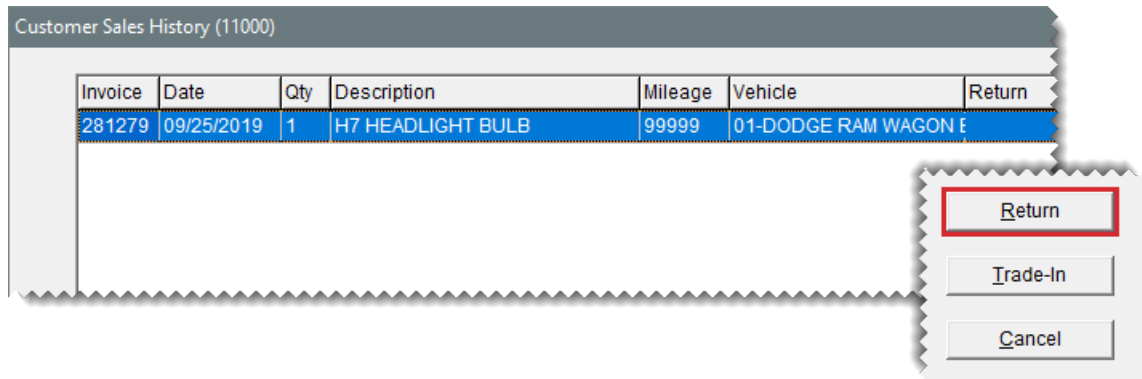 Customer Sales History (11000)
Invoice Date Qty Description Mileage Vehicle Return
281279 09/25/2019 1 H7 HEADLIGHT BULB 99999 01-DODGE RAM WAGON E
Return
Trade-In
Cancel